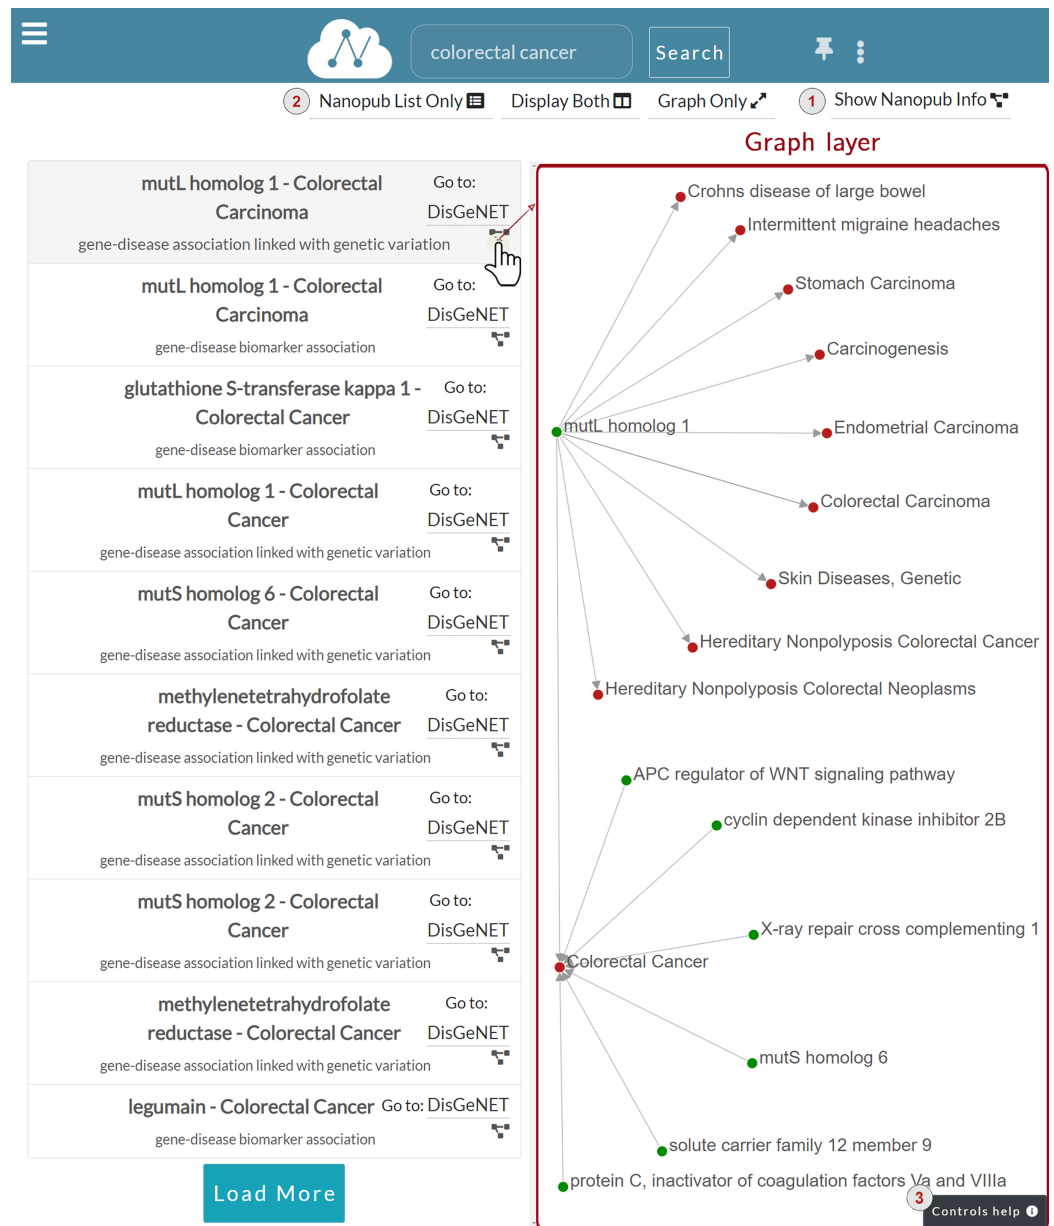 colorectal cancer
Search
2 Nanopub List Only Display Both Graph Only 1 Show Nanopub Info
Graph layer
mutL homolog 1 - Colorectal Carcinoma
Go to: DisGeNET
gene-disease association linked with genetic variation
mutL homolog 1 - Colorectal Carcinoma
Go to: DisGeNET
gene-disease biomarker association
glutathione S-transferase kappa 1 - Colorectal Cancer
Go to: DisGeNET
gene-disease biomarker association
mutL homolog 1 - Colorectal Cancer
Go to: DisGeNET
gene-disease association linked with genetic variation
mutS homolog 6 - Colorectal Cancer
Go to: DisGeNET
gene-disease association linked with genetic variation
methylenetetrahydrofolate reductase - Colorectal Cancer
Go to: DisGeNET
gene-disease association linked with genetic variation
mutS homolog 2 - Colorectal Cancer
Go to: DisGeNET
gene-disease association linked with genetic variation
mutS homolog 2 - Colorectal Cancer
Go to: DisGeNET
gene-disease association linked with genetic variation
methylenetetrahydrofolate reductase - Colorectal Cancer
Go to: DisGeNET
gene-disease association linked with genetic variation
legumain - Colorectal Cancer Go to: DisGeNET
gene-disease biomarker association
Load More
Crohns disease of large bowel
Intermittent migraine headaches
Stomach Carcinoma
Carcinogenesis
mutL homolog 1
Endometrial Carcinoma
Colorectal Carcinoma
Skin Diseases, Genetic
Hereditary Nonpolyposis Colorectal Cancer
Hereditary Nonpolyposis Colorectal Neoplasms
APC regulator of WNT signaling pathway
cyclin dependent kinase inhibitor 2B
X-ray repair cross complementing 1
Colorectal Cancer
mutS homolog 6
solute carrier family 12 member 9
protein C, inactivator of coagulation factors Va and VIIIa
3
Controls help